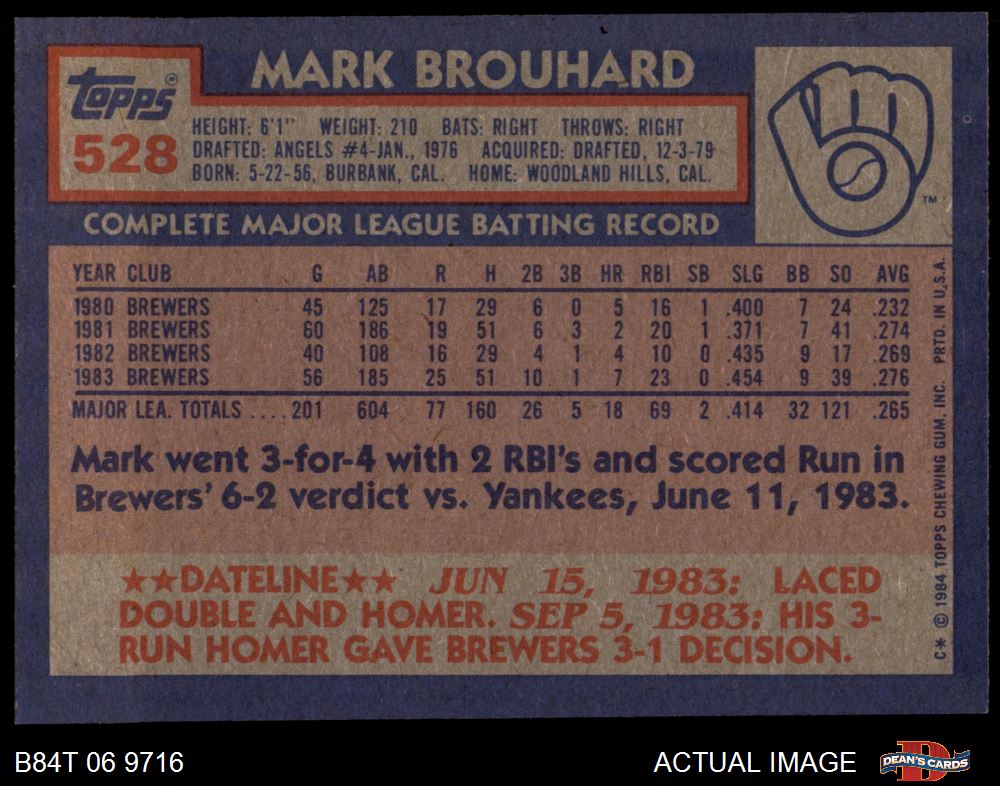 MARK BROUHARD
Topps®
528
HEIGHT: 6'1" WEIGHT: 210 BATS: RIGHT THROWS: RIGHT
DRAFTED: ANGELS #4-JAN., 1976 ACQUIRED: DRAFTED, 12-3-79
BORN: 5-22-56, BURBANK, CAL. HOME: WOODLAND HILLS, CAL.
TM
COMPLETE MAJOR LEAGUE BATTING RECORD
YEAR CLUB G AB R H 2B 3B HR RBI SB SLG BB SO AVG
1980 BREWERS 45 125 17 29 6 0 5 16 1 .400 7 24 .232
1981 BREWERS 60 186 19 51 6 3 2 20 1 .371 7 41 .274
1982 BREWERS 40 108 16 29 4 1 4 10 0 .435 9 17 .269
1983 BREWERS 56 185 25 51 10 1 7 23 0 .454 9 39 .276
MAJOR LEA. TOTALS ....201 604 77 160 26 5 18 69 2 .414 32 121 .265
Mark went 3-for-4 with 2 RBI's and scored Run in
Brewers' 6-2 verdict vs. Yankees, June 11, 1983.
★★DATELINE★★ JUN 15, 1983: LACED
DOUBLE AND HOMER. SEP 5, 1983: HIS 3-
RUN HOMER GAVE BREWERS 3-1 DECISION.
C* © 1984 TOPPS CHEWING GUM, INC. PRTD. IN U.S.A.
B84T 06 9716
ACTUAL IMAGE
D
DEAN'S CARDS